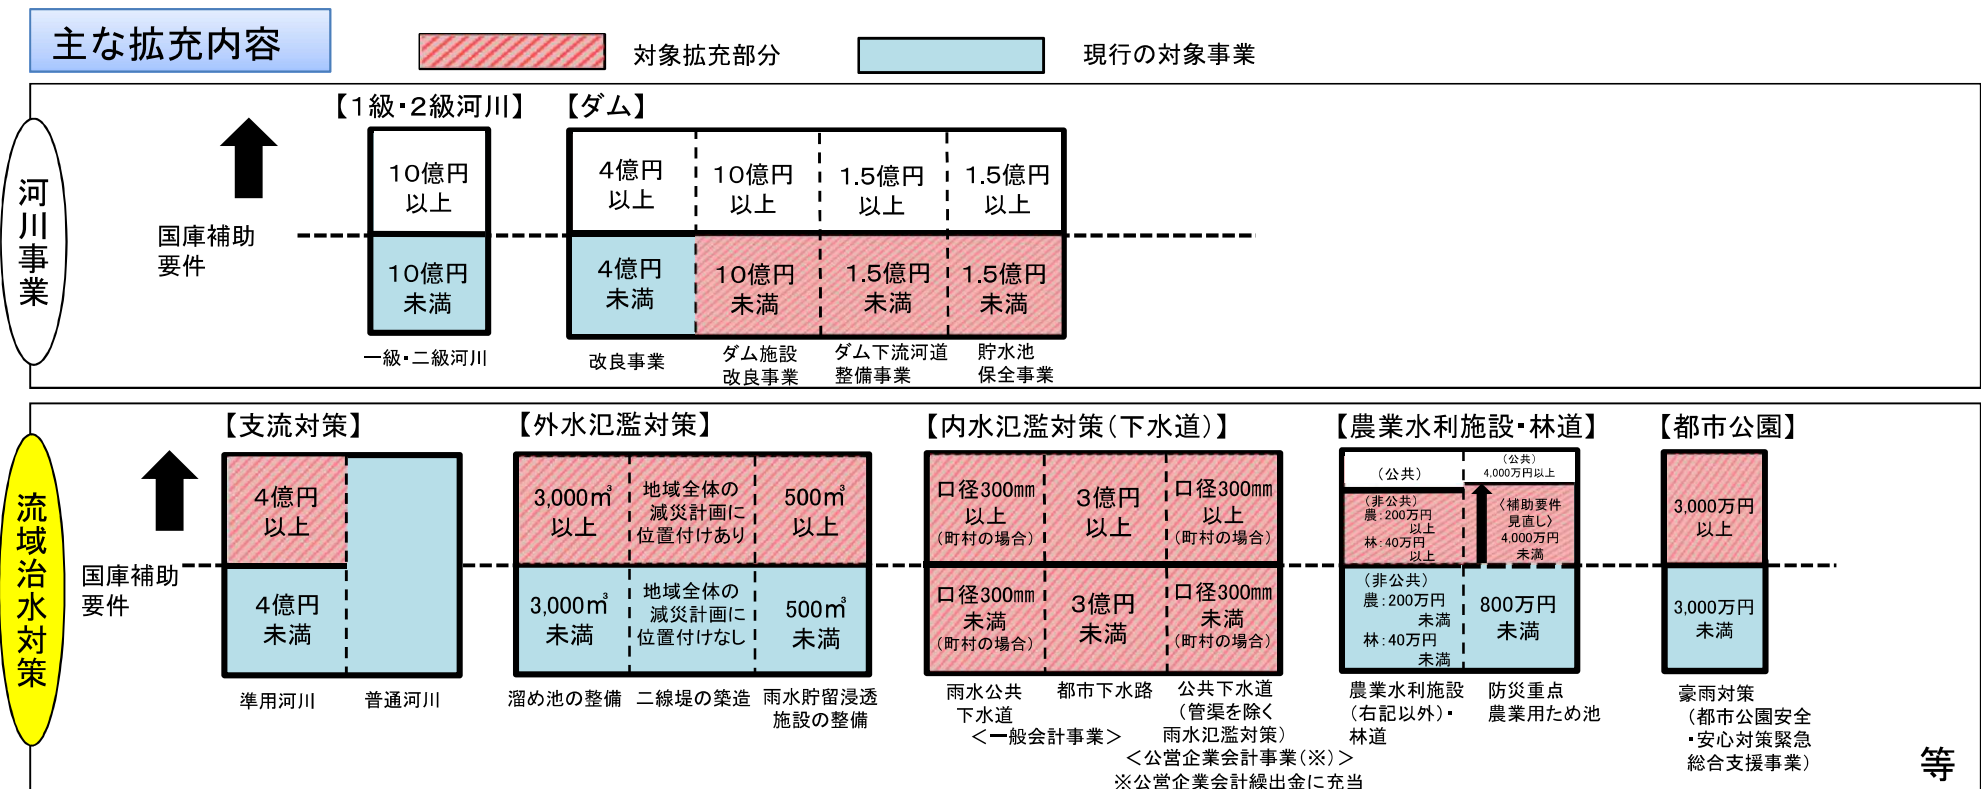 主な拡充内容
対象拡充部分
現行の対象事業
河川事業
国庫補助
要件
【1級・2級河川】
10億円
以上
10億円
未満
一級・二級河川
【ダム】
4億円
以上
10億円
以上
1.5億円
以上
1.5億円
以上
4億円
未満
10億円
未満
1.5億円
未満
1.5億円
未満
改良事業
ダム施設
改良事業
ダム下流河道
整備事業
貯水池
保全事業
流域治水対策
国庫補助
要件
【支流対策】
4億円
以上
4億円
未満
準用河川
普通河川
【外水氾濫対策】
3,000㎥
以上
地域全体の
減災計画に
位置付けあり
500㎥
以上
3,000㎥
未満
地域全体の
減災計画に
位置付けなし
500㎥
未満
溜め池の整備
二線堤の築造
雨水貯留浸透
施設の整備
【内水氾濫対策(下水道)】
口径300mm
以上
(町村の場合)
3億円
以上
口径300mm
以上
(町村の場合)
口径300mm
未満
(町村の場合)
3億円
未満
口径300mm
未満
(町村の場合)
雨水公共
下水道
都市下水路
<一般会計事業>
公共下水道
(管渠を除く
雨水氾濫対策)
<公営企業会計事業(※)>
※公営企業会計繰出金に充当
【農業水利施設・林道】
(公共)
(公共)
4,000万円以上
(非公共)
農:200万円
以上
林:40万円
以上
〈補助要件
見直し〉
4,000万円
未満
(非公共)
農:200万円
未満
林:40万円
未満
800万円
未満
農業水利施設
(右記以外)・
林道
防災重点
農業用ため池
【都市公園】
3,000万円
以上
3,000万円
未満
豪雨対策
(都市公園安全
・安心対策緊急
総合支援事業)
等